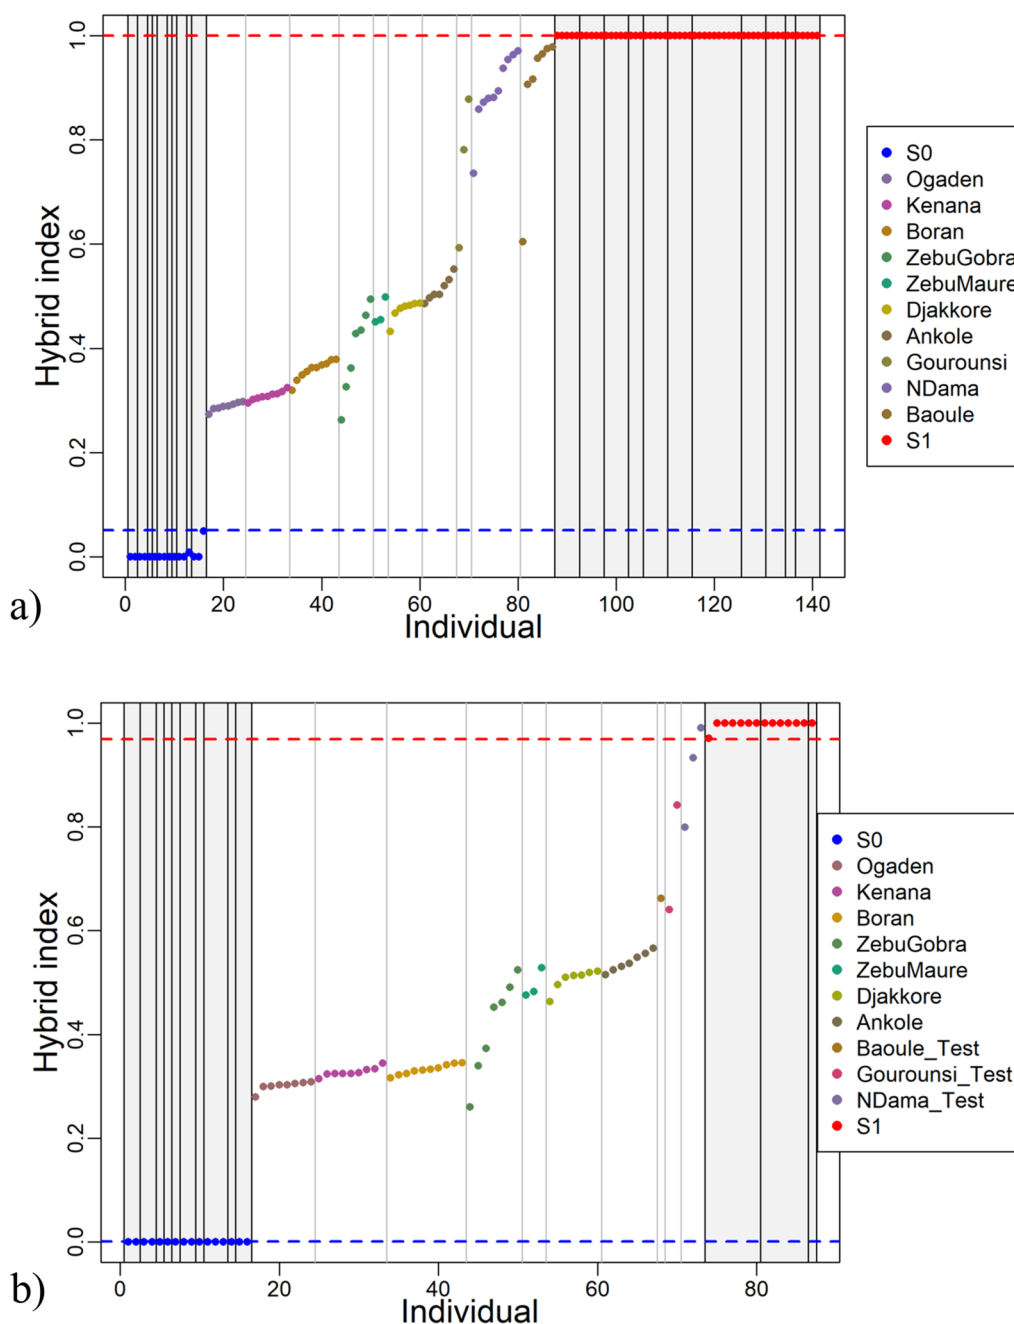 1.0
0.8
0.6
0.4
0.2
0.0
Hybrid index
0 20 40 60 80 100 120 140
Individual
a)
S0
Ogaden
Kenana
Boran
ZebuGobra
ZebuMaure
Djakkore
Ankole
Gourounsi
NDama
Baoule
S1
1.0
0.8
0.6
0.4
0.2
0.0
Hybrid index
0 20 40 60 80
Individual
b)
S0
Ogaden
Kenana
Boran
ZebuGobra
ZebuMaure
Djakkore
Ankole
Baoule_Test
Gourounsi_Test
NDama_Test
S1